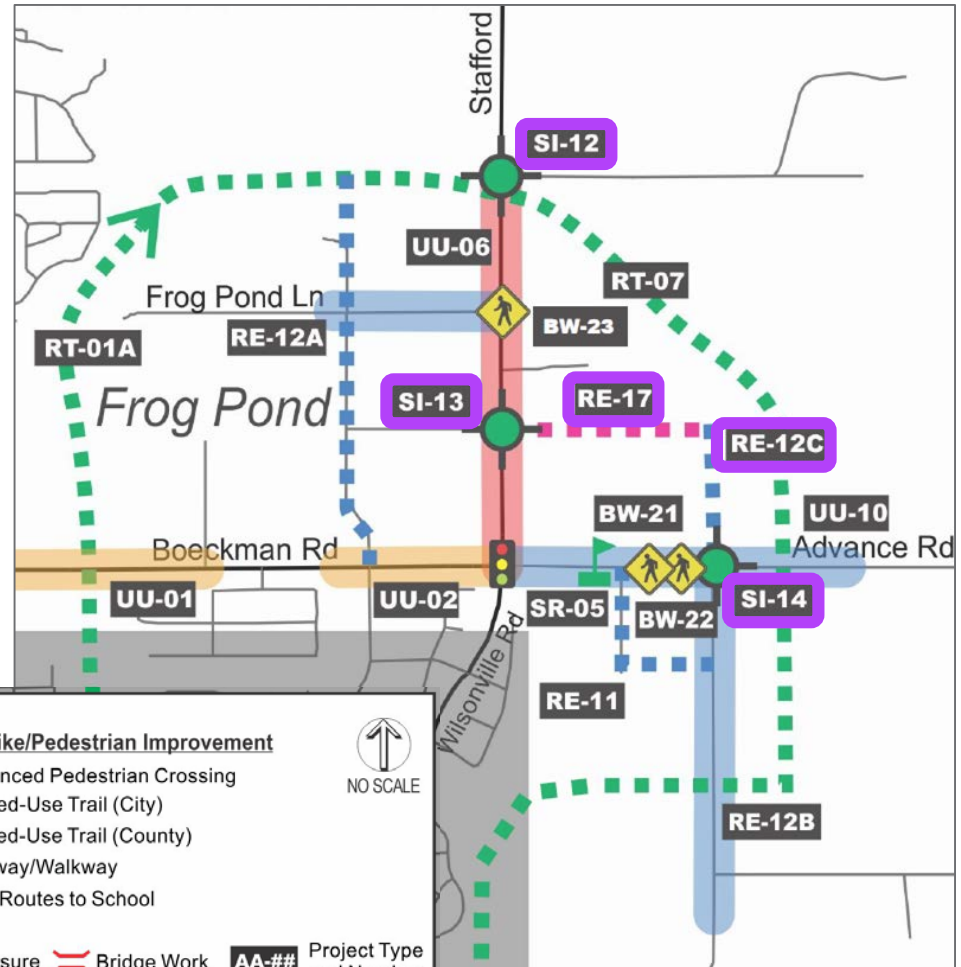 Stafford
SI-12
UU-06
RT-07
Frog Pond Ln
RE-12A
BW-23
RT-01A
Frog Pond
SI-13
RE-17
RE-12C
BW-21
UU-10
Boeckman Rd
Advance Rd
UU-01
UU-02
SR-05
BW-22
SI-14
Wilsonville Rd
RE-11
RE-12B
ike/Pedestrian Improvement
nced Pedestrian Crossing
ed-Use Trail (City)
ed-Use Trail (County)
way/Walkway
Routes to School
NO SCALE
sure
Bridge Work
AA-##
Project Type